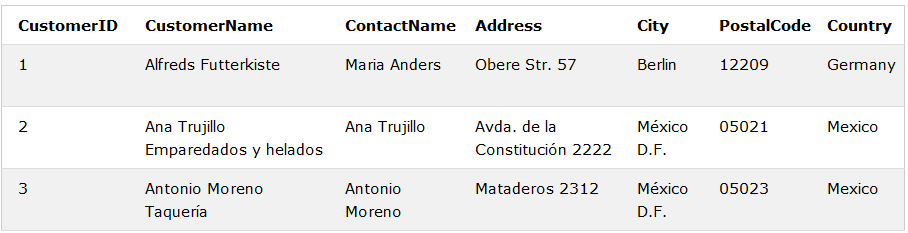 CustomerID CustomerName ContactName Address City PostalCode Country
1 Alfreds Futterkiste Maria Anders Obere Str. 57 Berlin 12209 Germany
2 Ana Trujillo Ana Trujillo Avda. de la México 05021 Mexico
Emparedados y helados Constitución 2222 D.F.
3 Antonio Moreno Antonio Mataderos 2312 México 05023 Mexico
Taquería Moreno D.F.